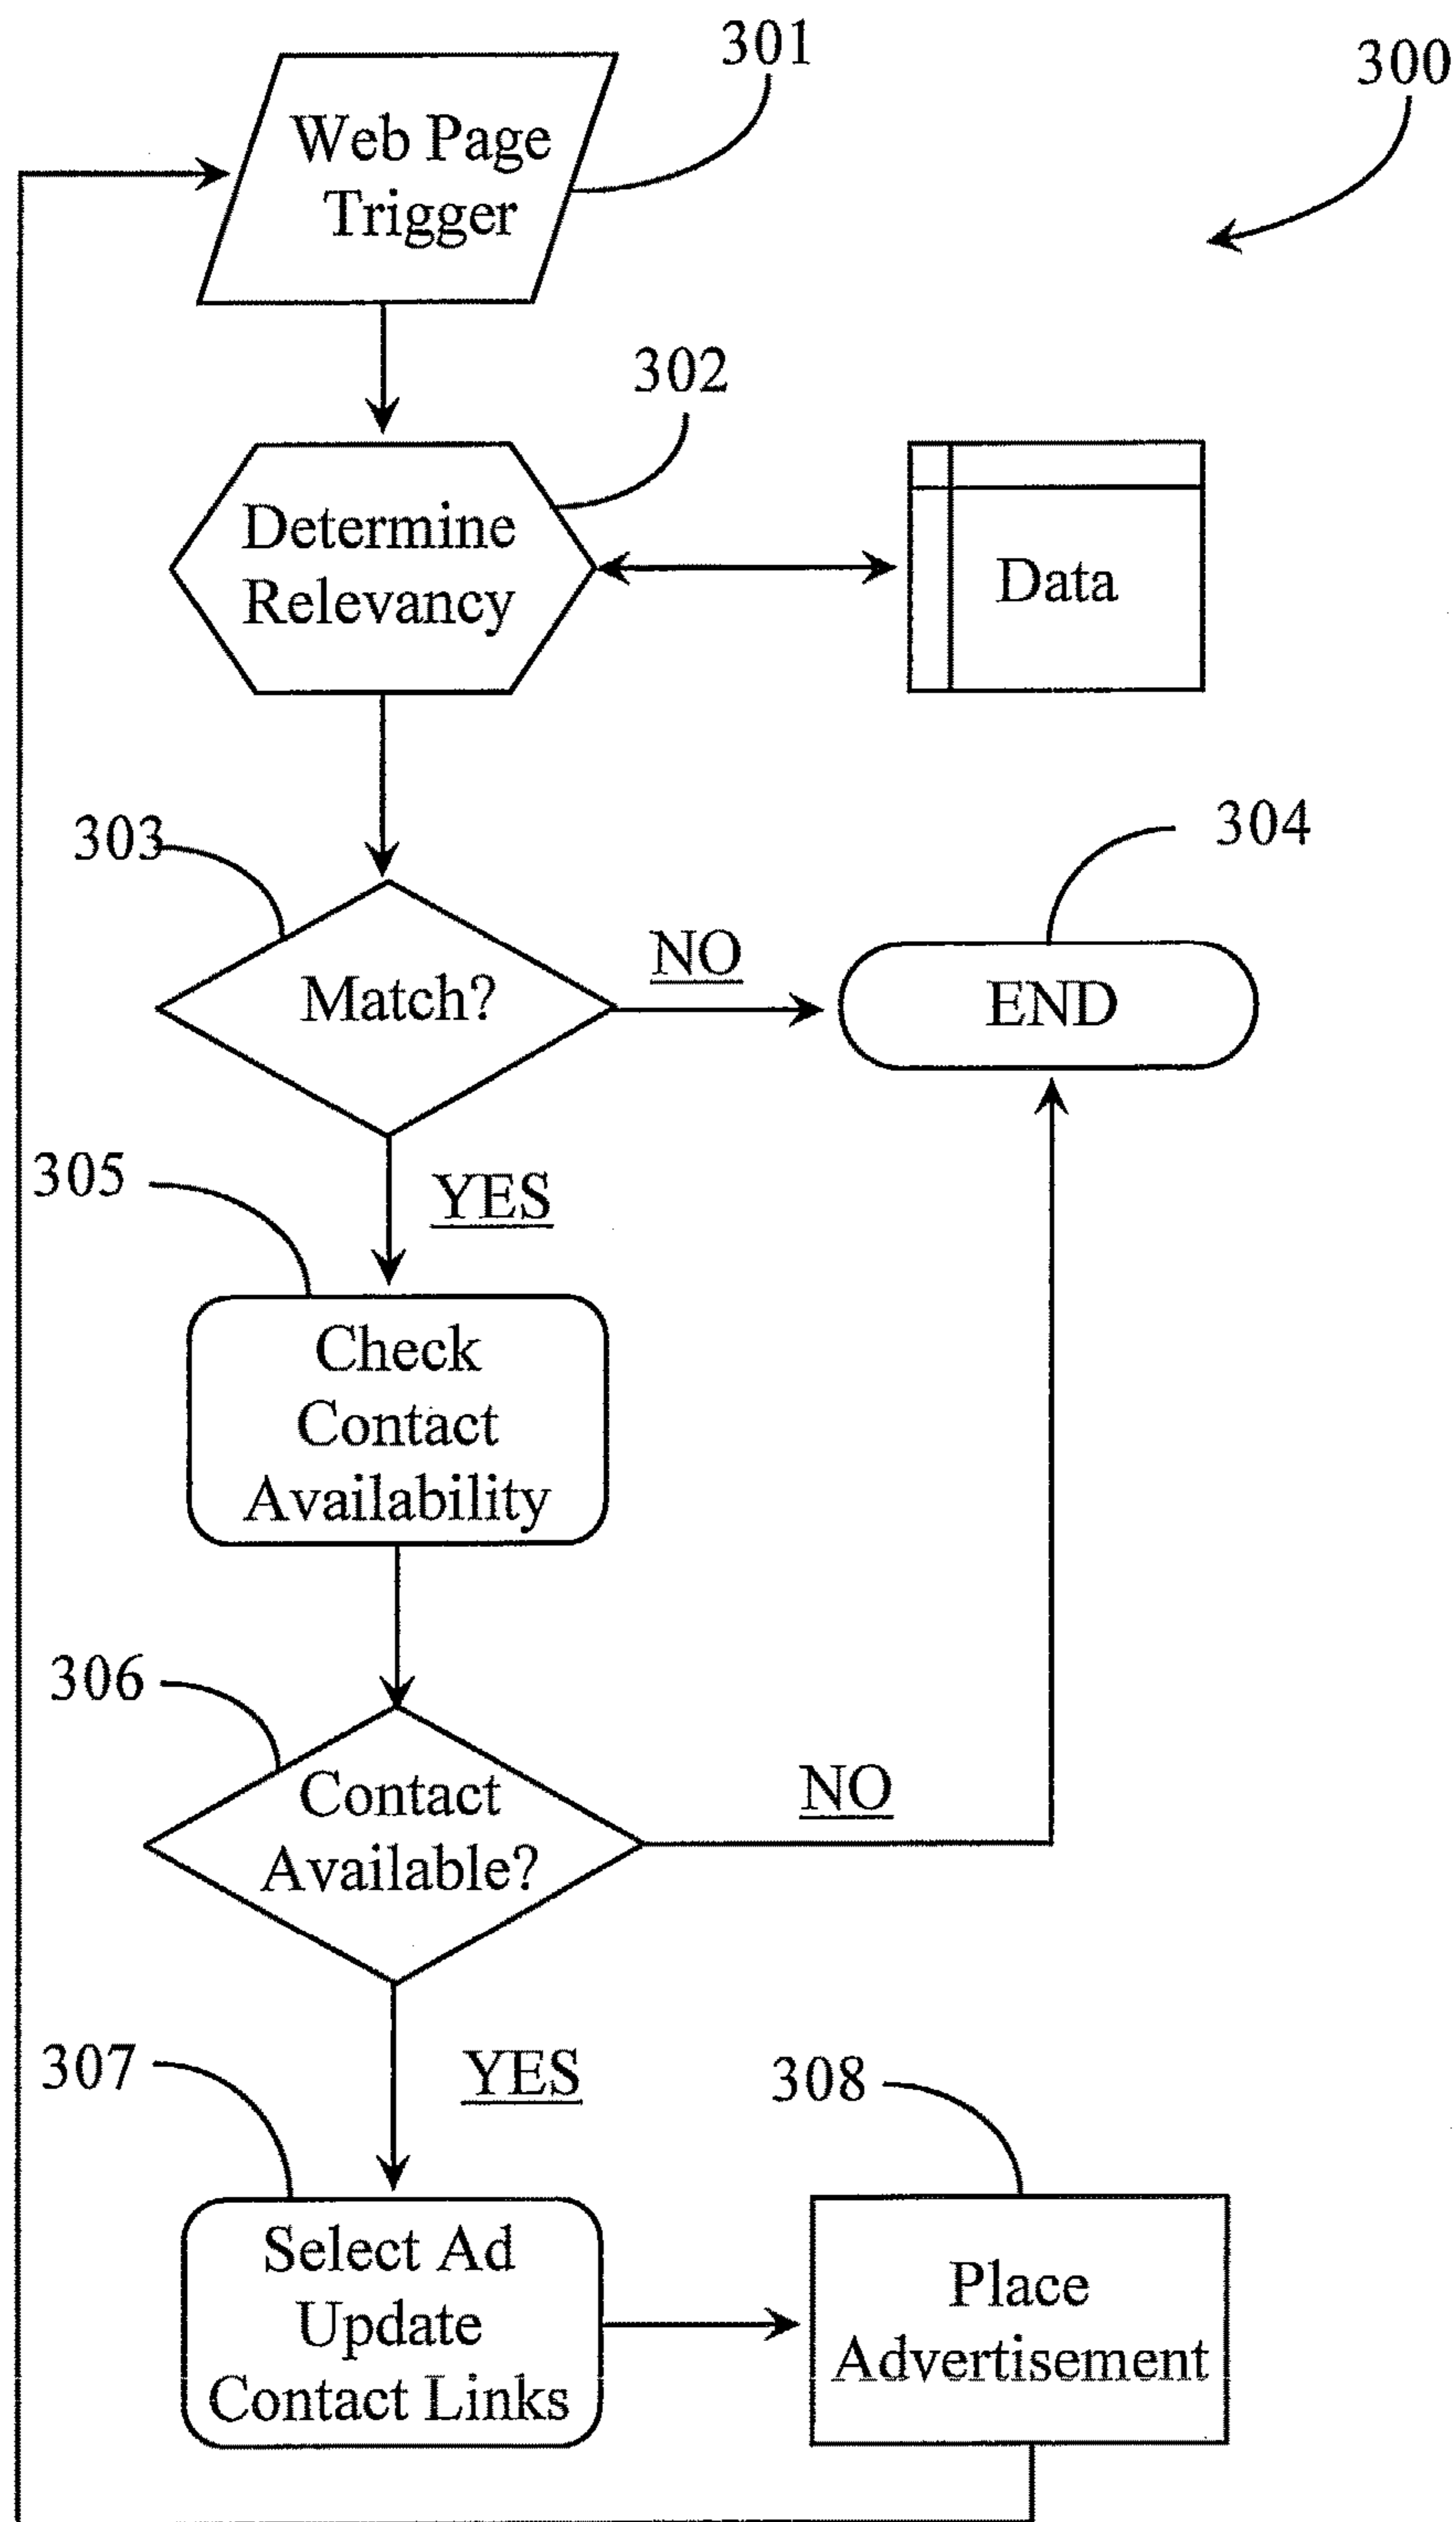 301
300
Web Page
Trigger
302
Determine
Relevancy
Data
303
304
Match?
NO
END
305
YES
Check
Contact
Availability
306
Contact
Available?
NO
307
YES
308
Select Ad
Update
Contact Links
Place
Advertisement